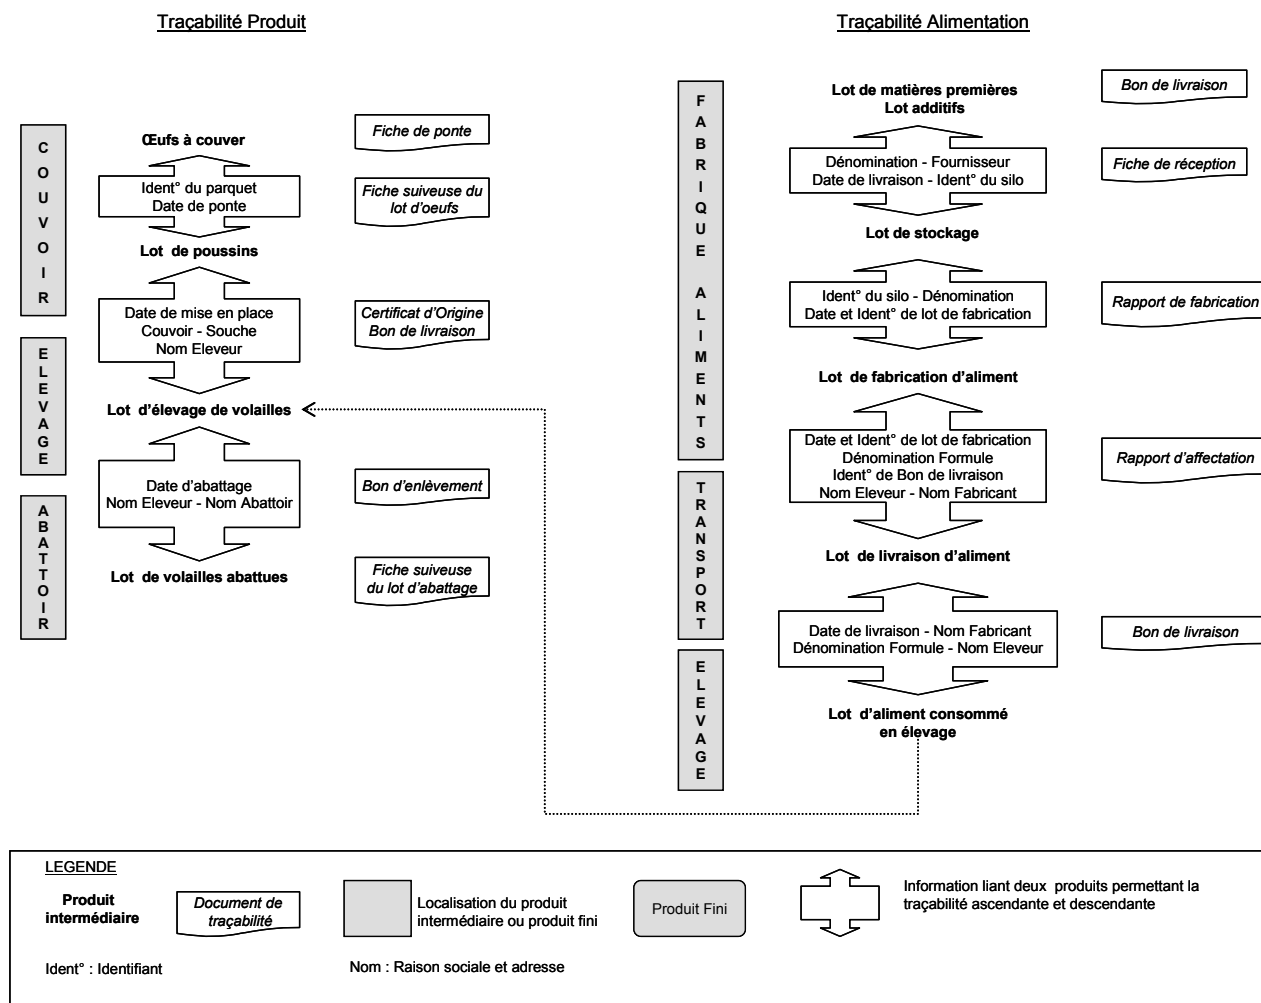 Traçabilité Produit
COUVOIR
Œufs à couver
Fiche de ponte
Ident° du parquet
Date de ponte
Fiche suiveuse du
lot d'oeufs
Lot de poussins
Date de mise en place
Couvoir - Souche
Nom Eleveur
Certificat d'Origine
Bon de livraison
ELEVAGE
Lot d'élevage de volailles
Date d'abattage
Nom Eleveur - Nom Abattoir
Bon d'enlèvement
ABATTOIR
Lot de volailles abattues
Fiche suiveuse
du lot d'abattage
Traçabilité Alimentation
FABRIQUE ALIMENTS
Lot de matières premières
Lot additifs
Bon de livraison
Dénomination - Fournisseur
Date de livraison - Ident° du silo
Fiche de réception
Lot de stockage
Ident° du silo - Dénomination
Date et Ident° de lot de fabrication
Rapport de fabrication
Lot de fabrication d'aliment
Date et Ident° de lot de fabrication
Dénomination Formule
Ident° de Bon de livraison
Nom Eleveur - Nom Fabricant
Rapport d'affectation
TRANSPORT
Lot de livraison d'aliment
Date de livraison - Nom Fabricant
Dénomination Formule - Nom Eleveur
Bon de livraison
ELEVAGE
Lot d'aliment consommé
en élevage
LEGENDE
Produit
intermédiaire
Document de
traçabilité
Localisation du produit
intermédiaire ou produit fini
Produit Fini
Information liant deux produits permettant la
traçabilité ascendante et descendante
Ident° : Identifiant
Nom : Raison sociale et adresse